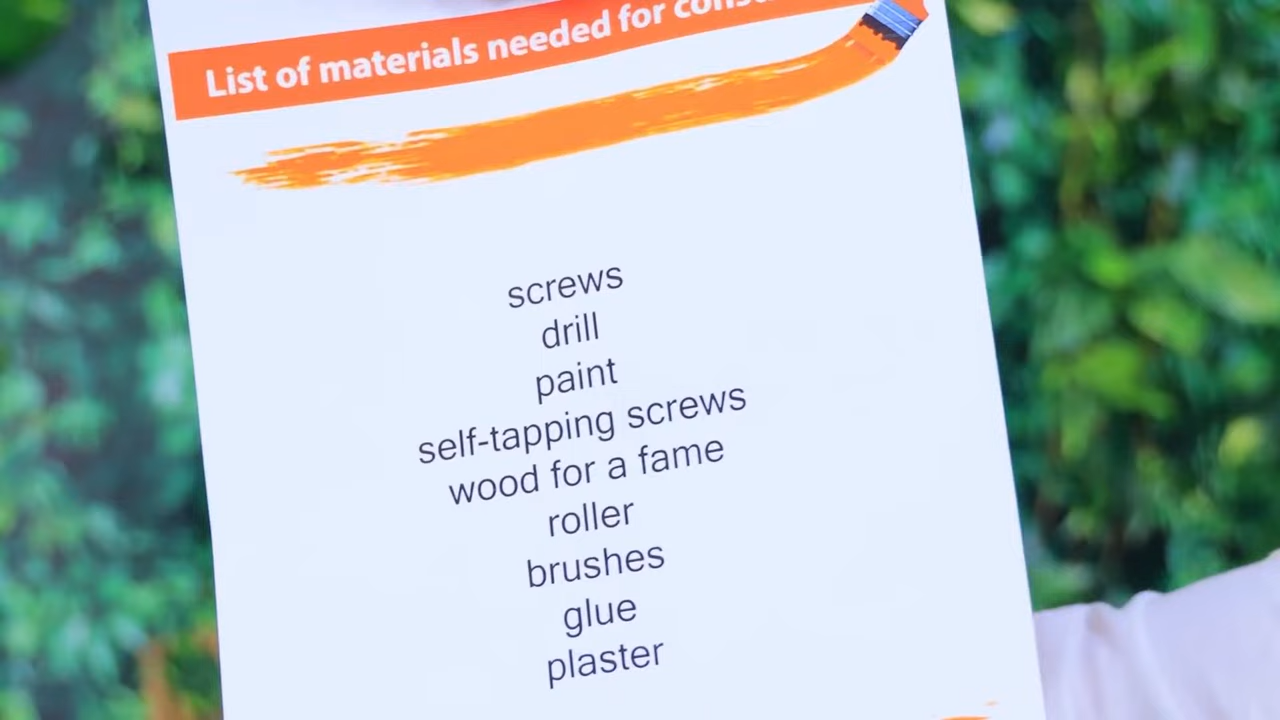 List of materials needed for
screws
drill
paint
self-tapping screws
wood for a fame
roller
brushes
glue
plaster